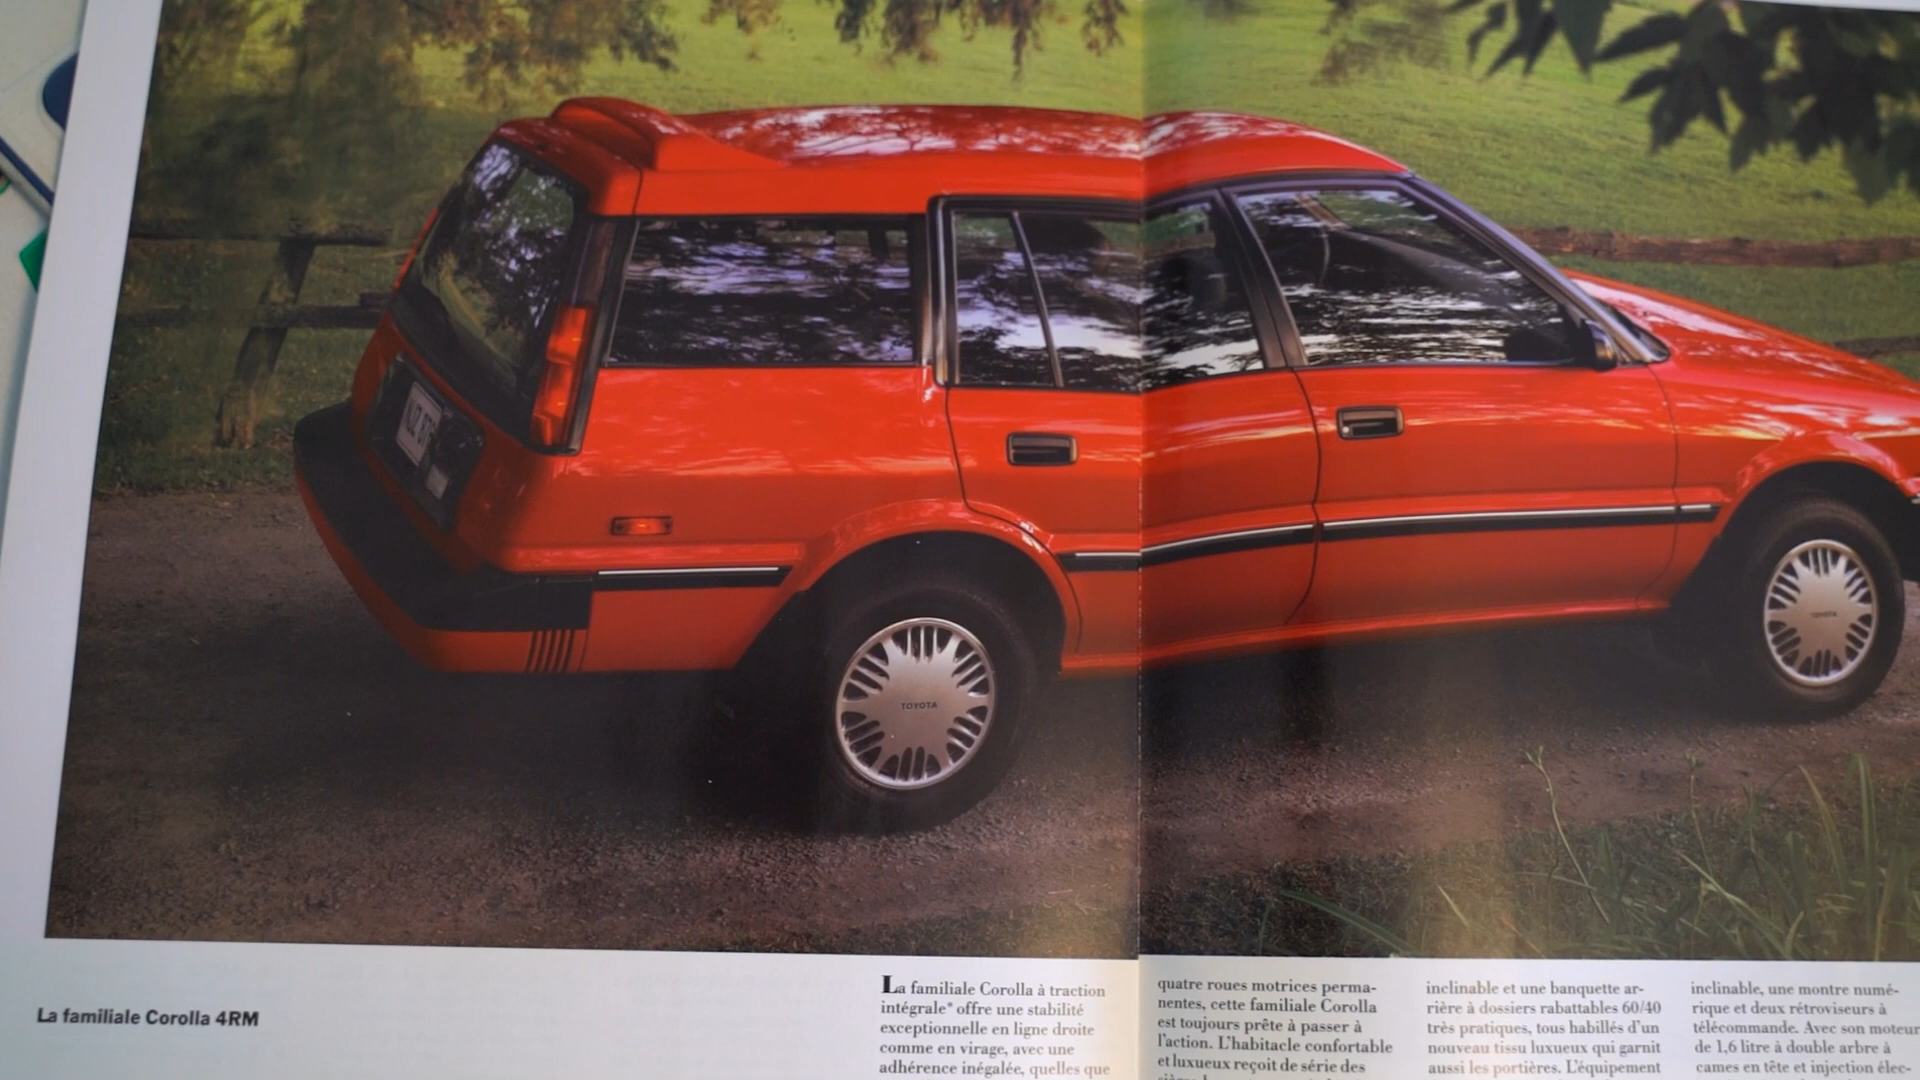 TOYOTA
TOYOTA
La familiale Corolla 4RM
La familiale Corolla à traction
intégrale* offre une stabilité
exceptionnelle en ligne droite
comme en virage, avec une
adhérence inégalée, quelles que
quatre roues motrices perma-
nentes, cette familiale Corolla
est toujours prête à passer à
l'action. L'habitacle confortable
et luxueux reçoit de série des
inclinable et une banquette ar-
rière à dossiers rabattables 60/40
très pratiques, tous habillés d'un
nouveau tissu luxueux qui garnit
aussi les portières. L'équipement
inclinable, une montre numé-
rique et deux rétroviseurs à
télécommande. Avec son moteur
de 1,6 litre à double arbre à
cames en tête et injection élec-